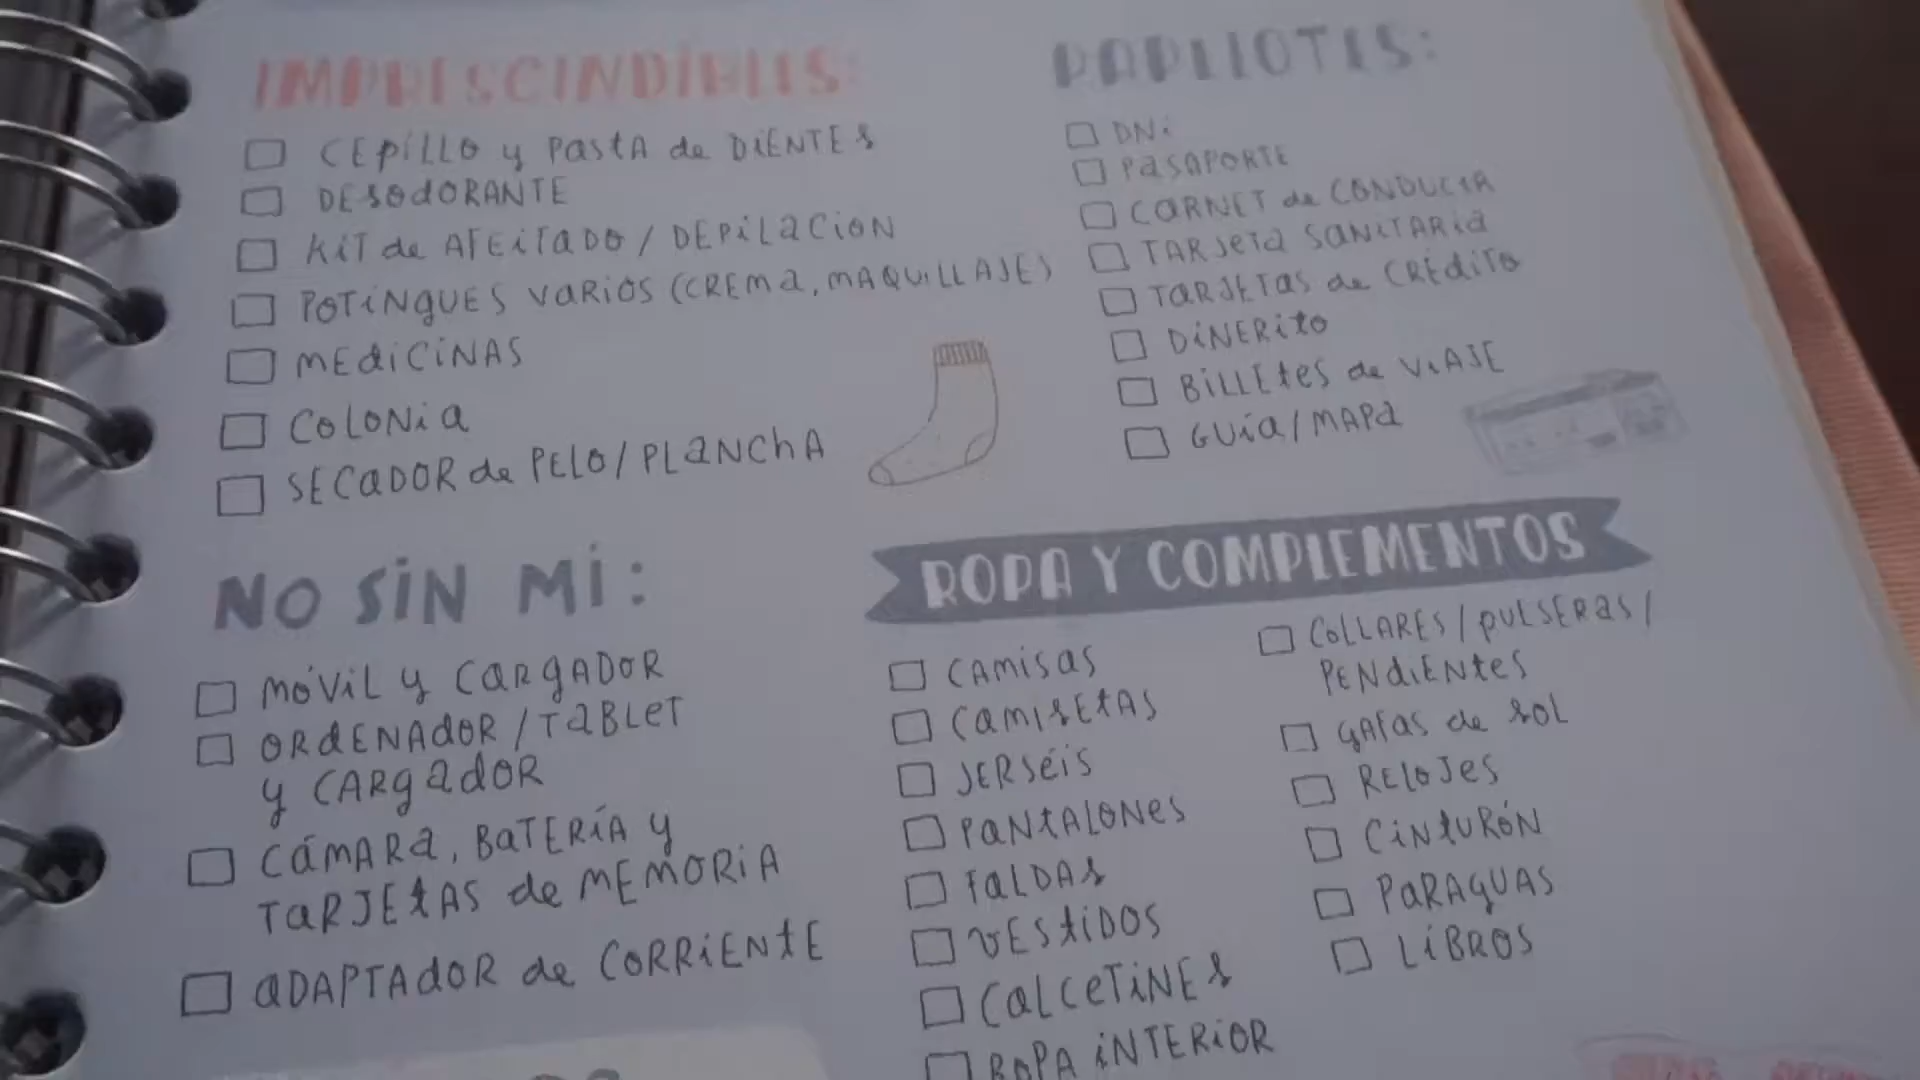 IMPRESCINDIBLES:
CEPILLO y PASTA de DIENTES
DESODORANTE
KIT de AFEITADO / DEPILACION
POTINGUES VARIOS (CREMA, MAQUILLAJE)
MEDICINAS
COLONIA
SECADOR de PELO / PLANCHA
PAPELOTES:
DNI
PASAPORTE
CARNET de CONDUCIR
TARJETA SANITARIA
TARJETAS de CRÉDITO
DINERITO
BILLETES de VIAJE
GUÍA / MAPA
NO SIN MI:
MÓVIL y CARGADOR
ORDENADOR / TABLET
y CARGADOR
CÁMARA, BATERÍA y
TARJETAS de MEMORIA
ADAPTADOR de CORRIENTE
ROPA Y COMPLEMENTOS
CAMISAS
CAMISETAS
JERSÉIS
PANTALONES
FALDAS
VESTIDOS
CALCETINES
ROPA INTERIOR
COLLARES / PULSERAS /
PENDIENTES
GAFAS de SOL
RELOJES
CINTURÓN
PARAGUAS
LIBROS